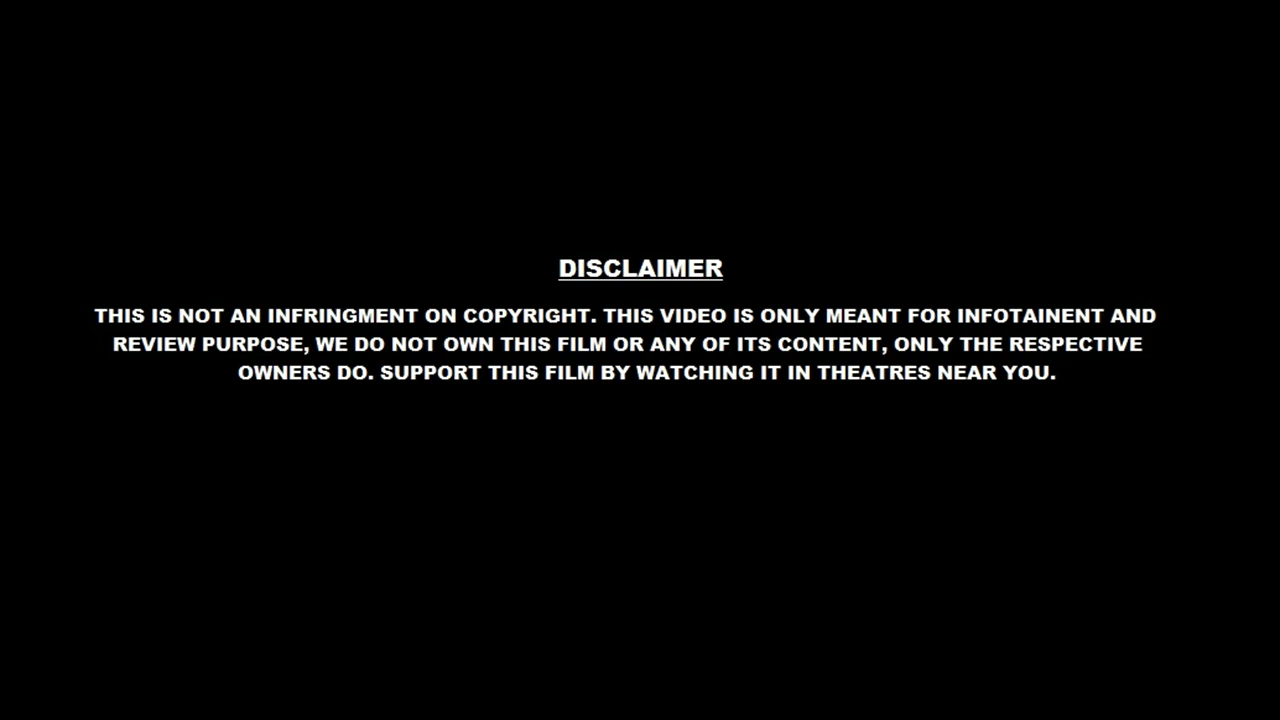 DISCLAIMER
THIS IS NOT AN INFRINGMENT ON COPYRIGHT. THIS VIDEO IS ONLY MEANT FOR INFOTAINENT AND
REVIEW PURPOSE, WE DO NOT OWN THIS FILM OR ANY OF ITS CONTENT, ONLY THE RESPECTIVE
OWNERS DO. SUPPORT THIS FILM BY WATCHING IT IN THEATRES NEAR YOU.